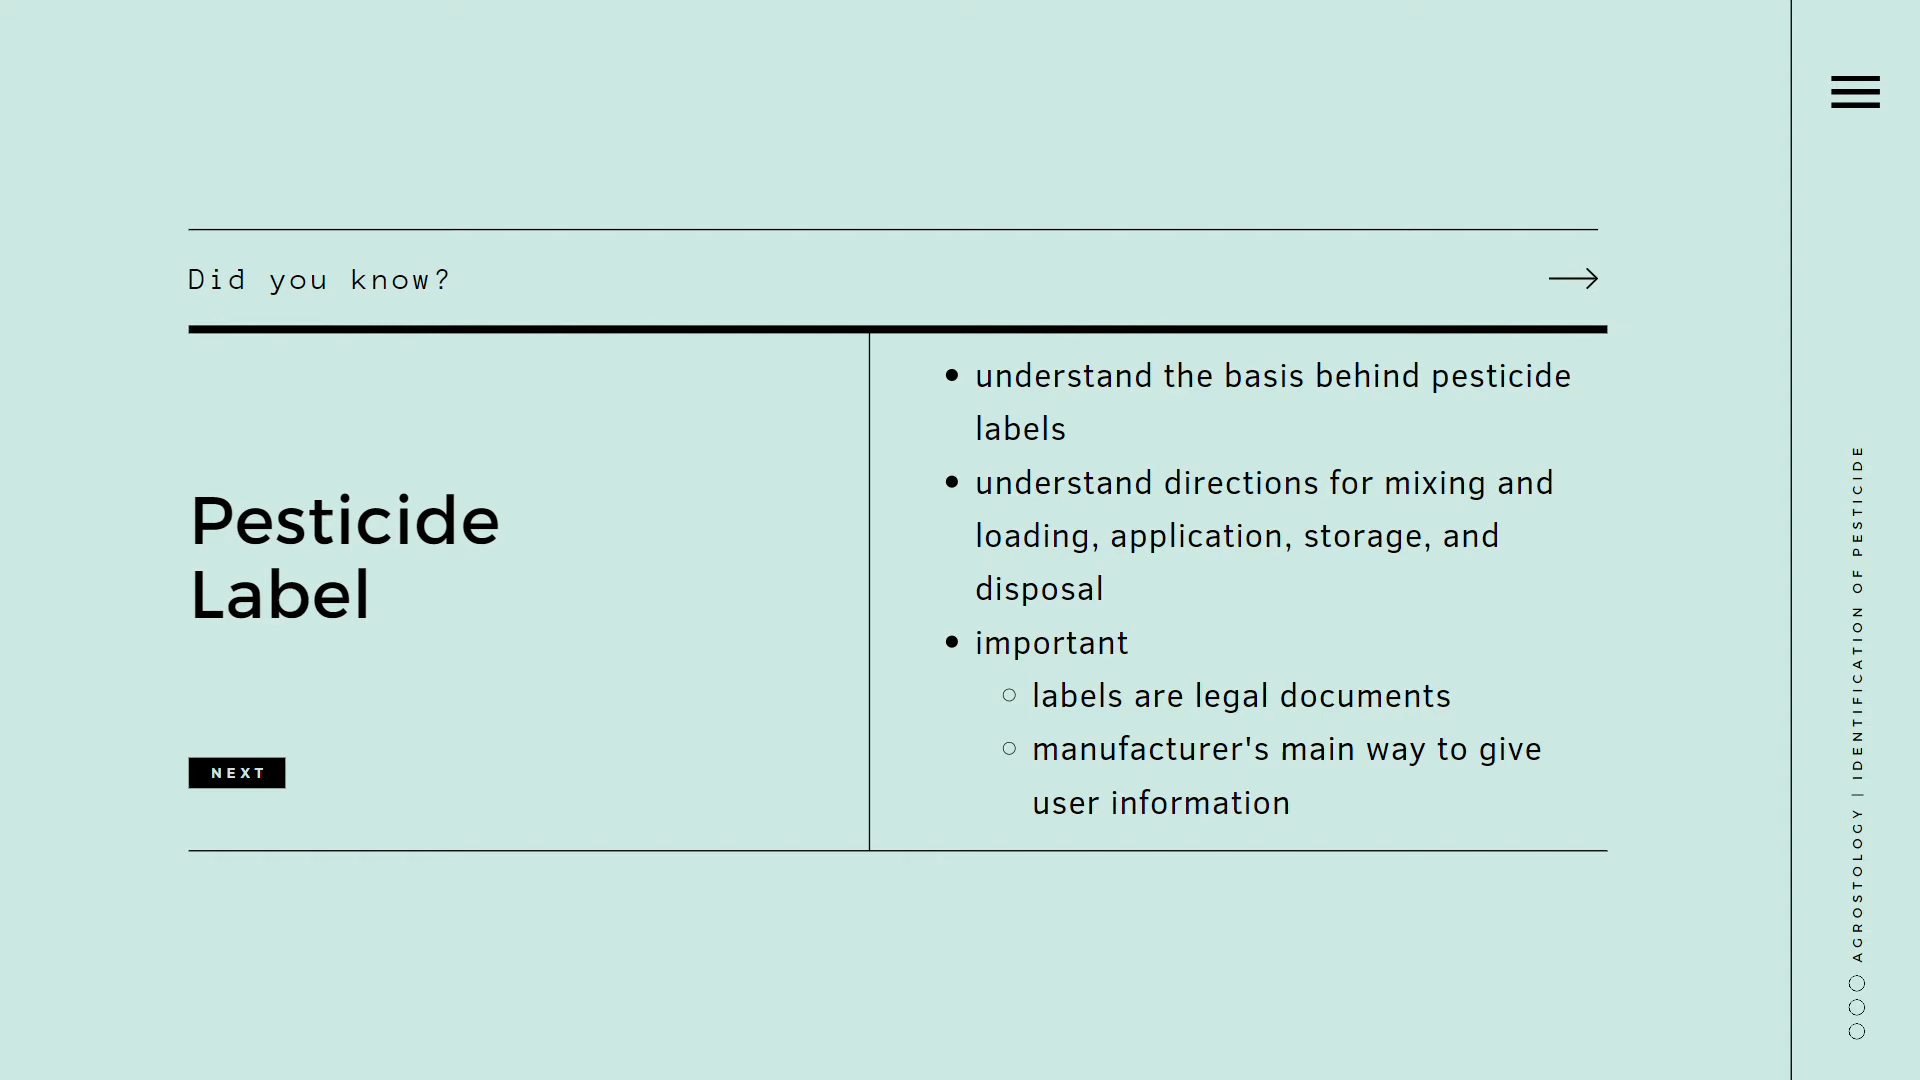 Did you know?
Pesticide
Label
NEXT
• understand the basis behind pesticide
labels
• understand directions for mixing and
loading, application, storage, and
disposal
• important
○ labels are legal documents
○ manufacturer's main way to give
user information
AGROSTOLOGY | IDENTIFICATION OF PESTICIDE